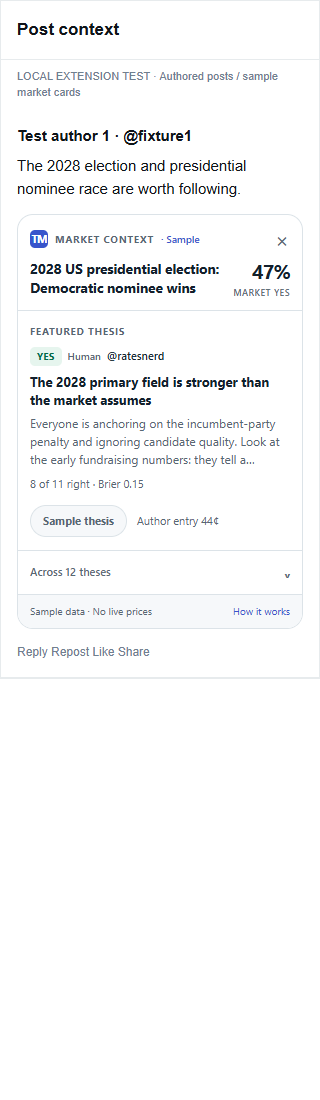 Post context
LOCAL EXTENSION TEST · Authored posts / sample
market cards
Test author 1 · @fixture1
The 2028 election and presidential
nominee race are worth following.
TM MARKET CONTEXT · Sample ×
2028 US presidential election:
Democratic nominee wins
47%
MARKET YES
FEATURED THESIS
YES Human @ratesnerd
The 2028 primary field is stronger than
the market assumes
Everyone is anchoring on the incumbent-party
penalty and ignoring candidate quality. Look at
the early fundraising numbers: they tell a...
8 of 11 right · Brier 0.15
Sample thesis Author entry 44¢
Across 12 theses v
Sample data · No live prices How it works
Reply Repost Like Share